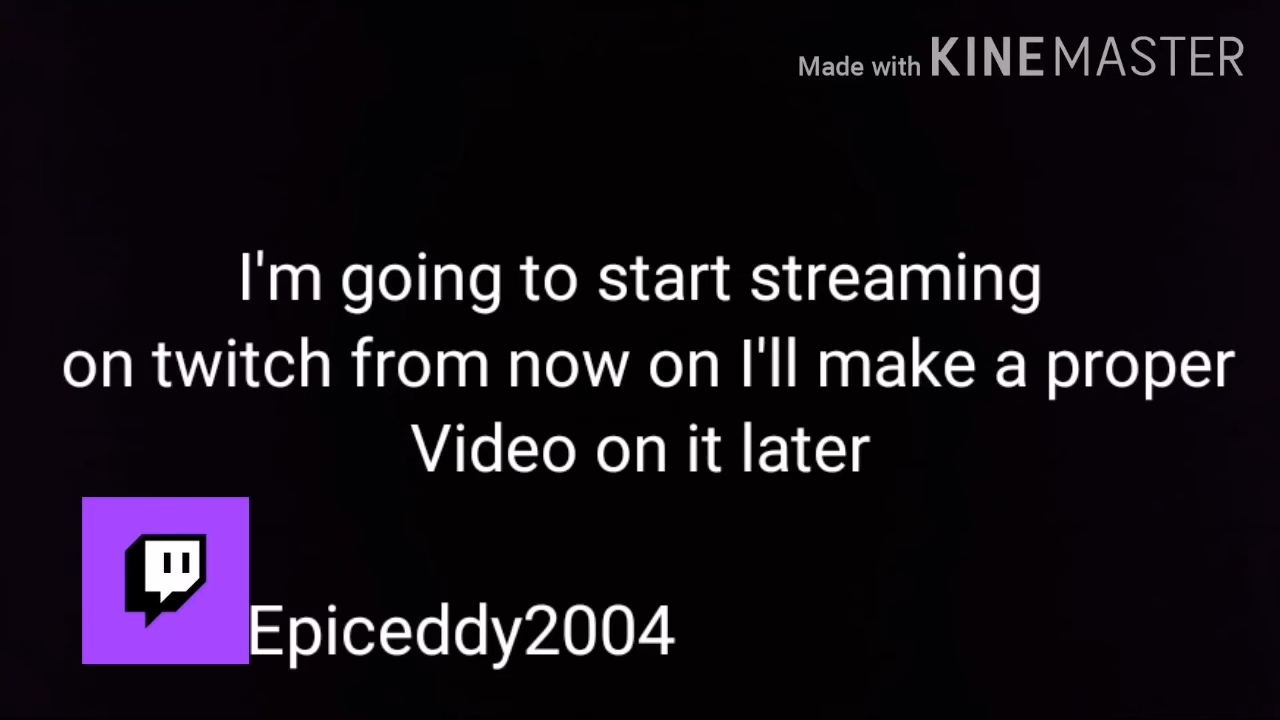 Made with KINEMASTER
I'm going to start streaming
on twitch from now on I'll make a proper
Video on it later
Epiceddy2004